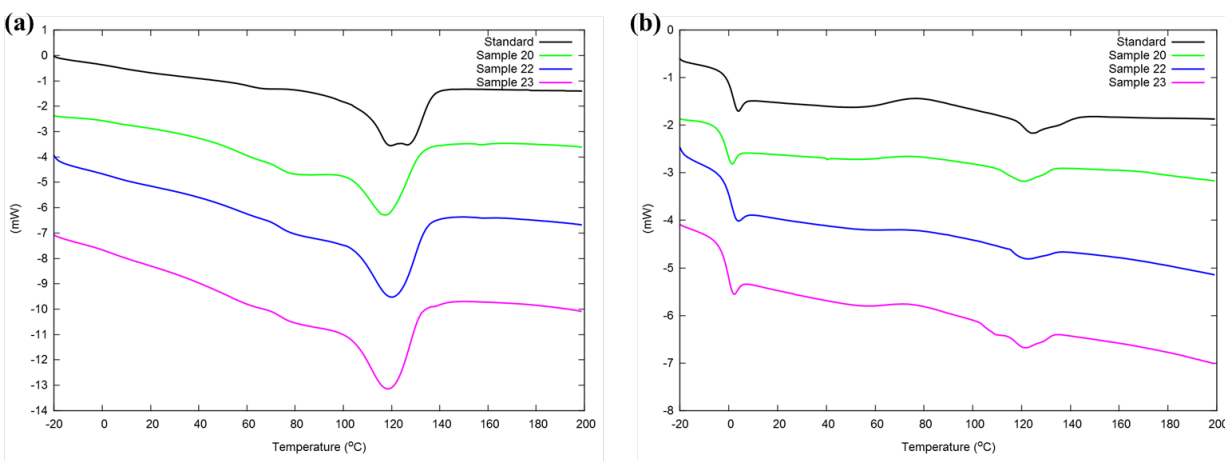 (a)
Standard
Sample 20
Sample 22
Sample 23
1
0
-1
-2
-3
-4
-5
-6
-7
-8
-9
-10
-11
-12
-13
-14
(mW)
-20 0 20 40 60 80 100 120 140 160 180 200
Temperature (°C)
(b)
Standard
Sample 20
Sample 22
Sample 23
0
-1
-2
-3
-4
-5
-6
-7
-8
(mW)
-20 0 20 40 60 80 100 120 140 160 180 200
Temperature (°C)